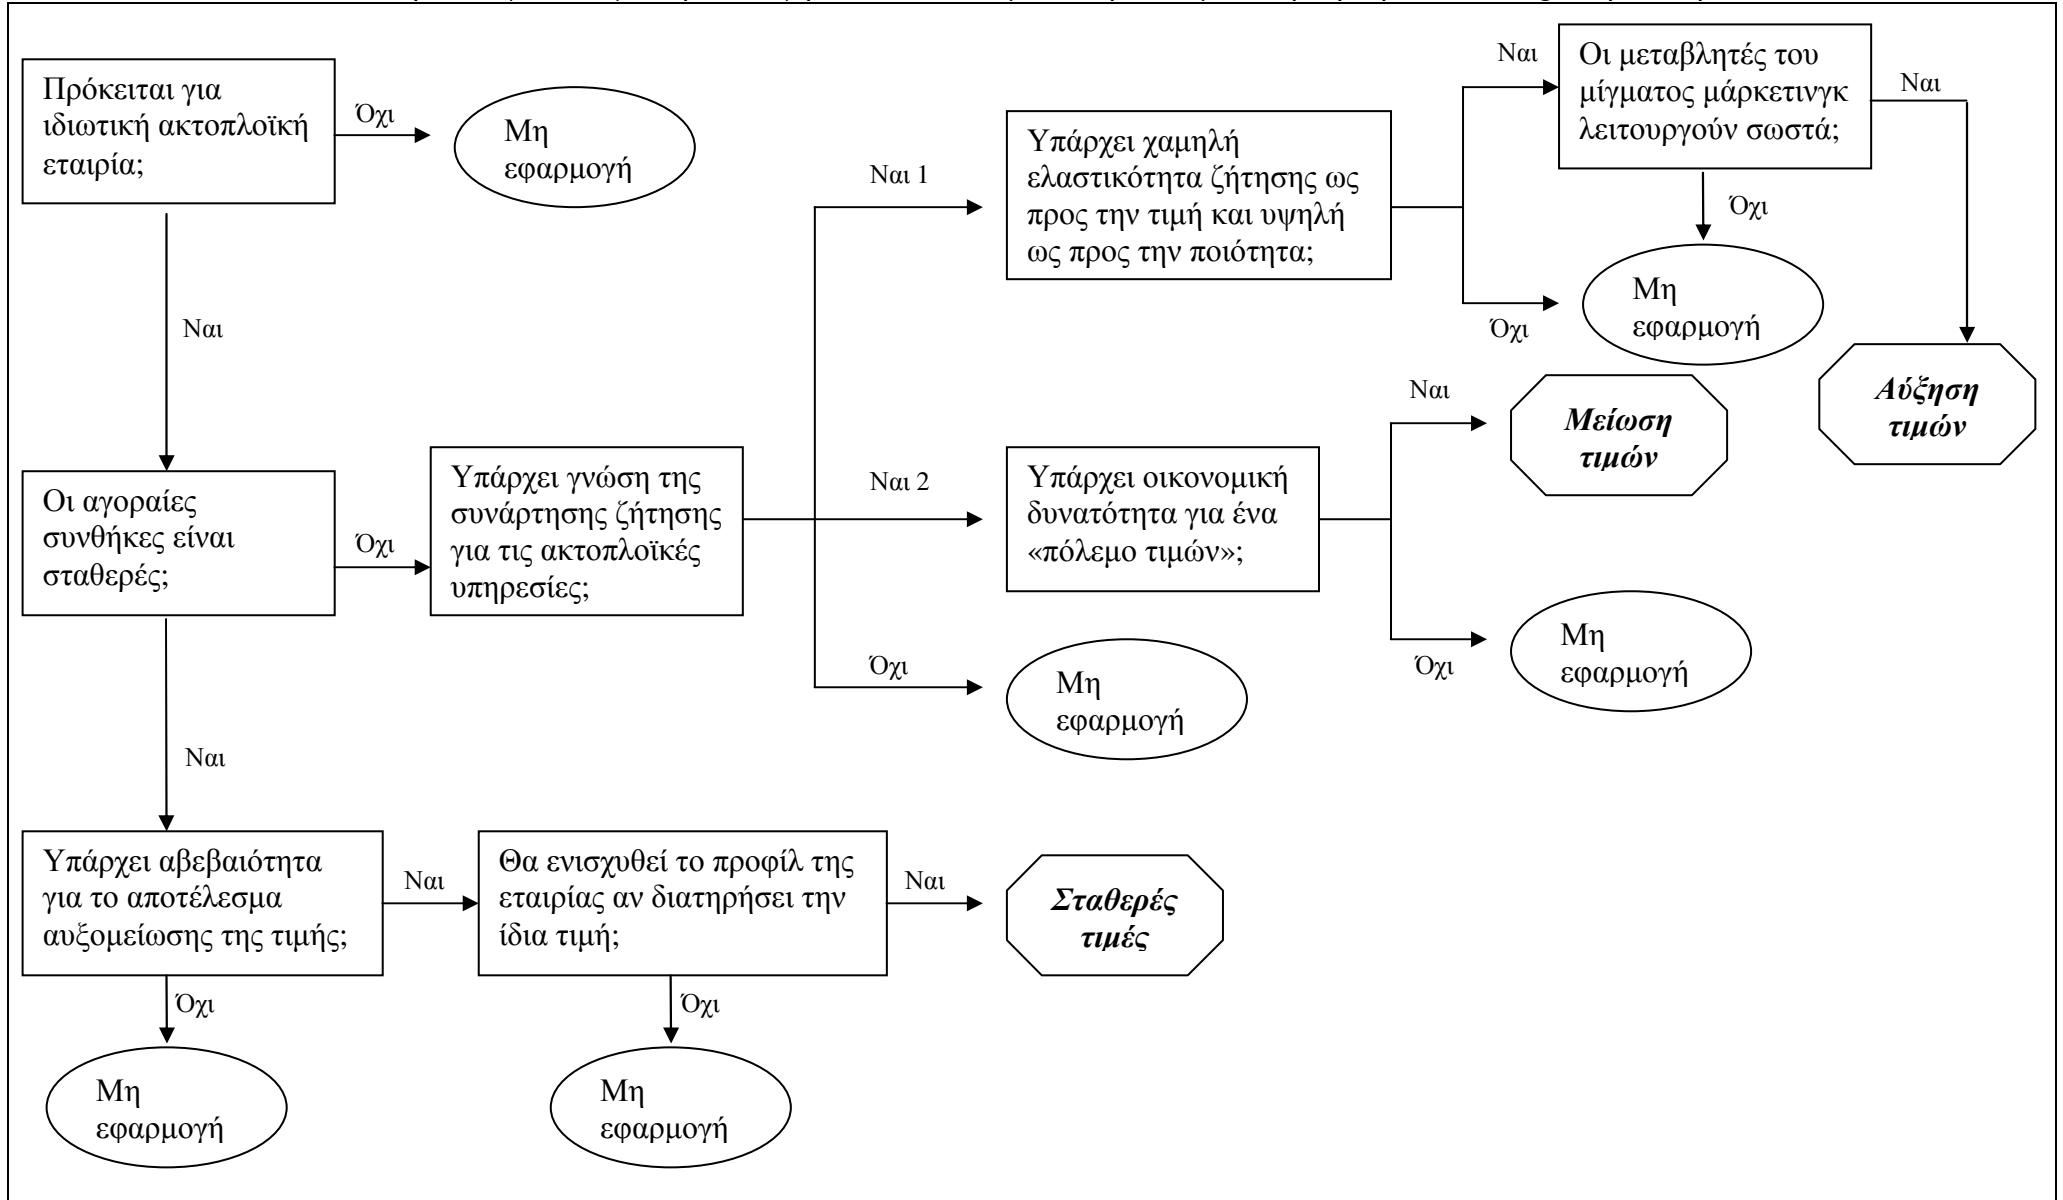 Πρόκειται για
ιδιωτική ακτοπλοϊκή
εταιρία;
Όχι
Μη
εφαρμογή
Ναι
Οι αγοραίες
συνθήκες είναι
σταθερές;
Όχι
Υπάρχει γνώση της
συνάρτησης ζήτησης
για τις ακτοπλοϊκές
υπηρεσίες;
Ναι 1
Υπάρχει χαμηλή
ελαστικότητα ζήτησης ως
προς την τιμή και υψηλή
ως προς την ποιότητα;
Ναι
Οι μεταβλητές του
μίγματος μάρκετινγκ
λειτουργούν σωστά;
Ναι
Όχι
Όχι
Μη
εφαρμογή
Αύξηση
τιμών
Ναι 2
Υπάρχει οικονομική
δυνατότητα για ένα
«πόλεμο τιμών»;
Ναι
Μείωση
τιμών
Όχι
Μη
εφαρμογή
Όχι
Μη
εφαρμογή
Ναι
Υπάρχει αβεβαιότητα
για το αποτέλεσμα
αυξομείωσης της τιμής;
Ναι
Θα ενισχυθεί το προφίλ της
εταιρίας αν διατηρήσει την
ίδια τιμή;
Ναι
Σταθερές
τιμές
Όχι
Μη
εφαρμογή
Όχι
Μη
εφαρμογή